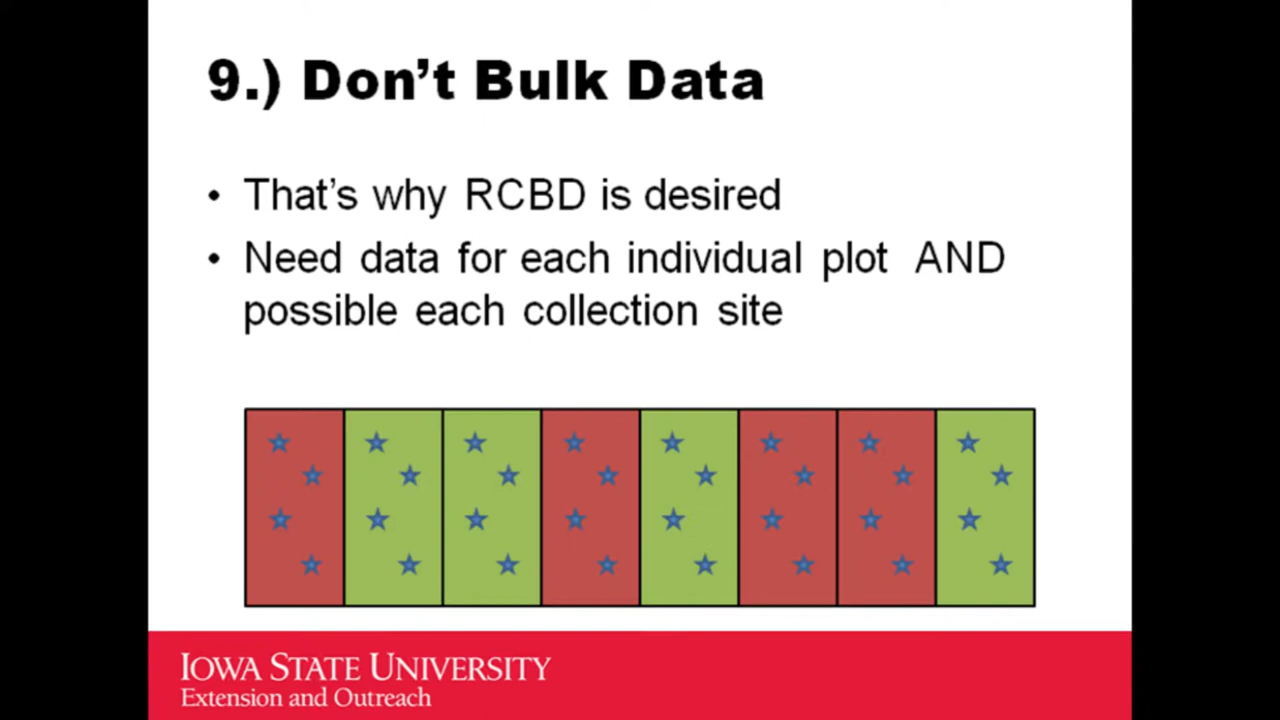 9.) Don't Bulk Data
• That's why RCBD is desired
• Need data for each individual plot AND
possible each collection site
IOWA STATE UNIVERSITY
Extension and Outreach